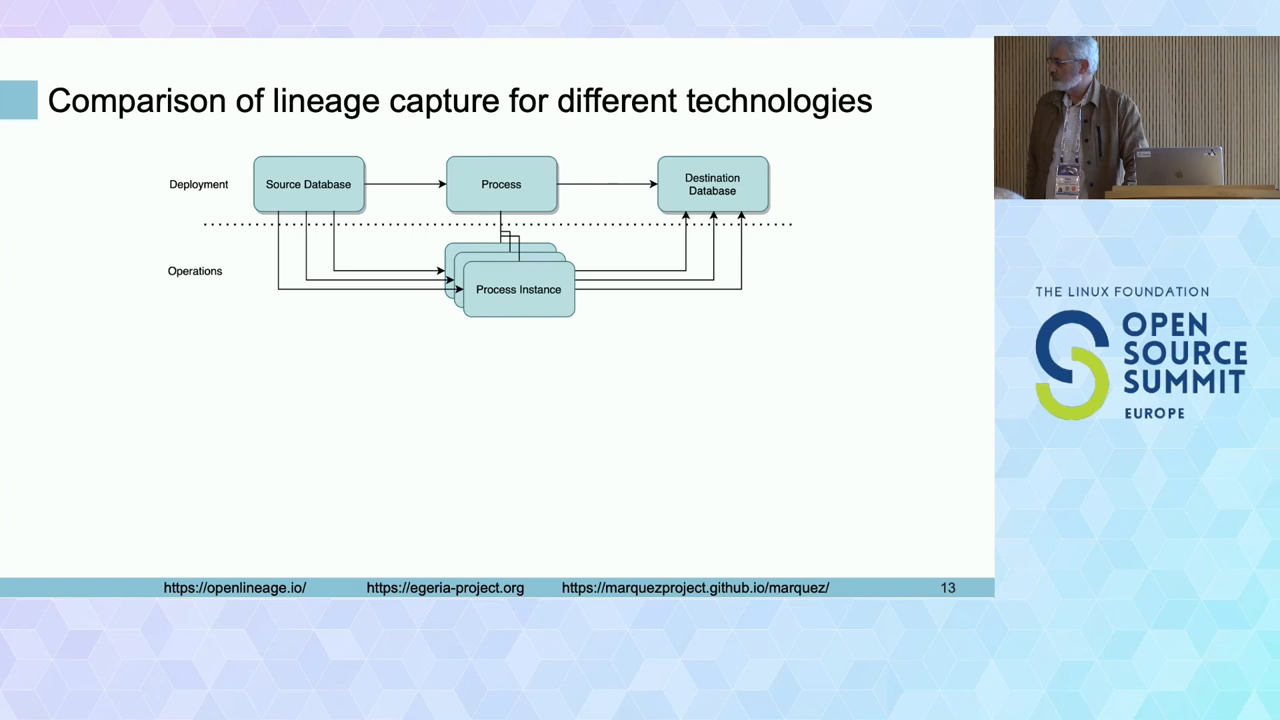 Comparison of lineage capture for different technologies
Deployment
Source Database
Process
Destination
Database
Operations
Process Instance
https://openlineage.io/
https://egeria-project.org
https://marquezproject.github.io/marquez/
13
THE LINUX FOUNDATION
OPEN
SOURCE
SUMMIT
EUROPE